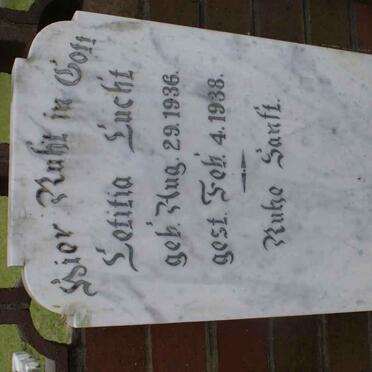 Hier Ruht in Gott
Letitia Lucht
geb. Aug. 29. 1936.
gest. Feb. 4. 1938.
Ruhe Sanft.